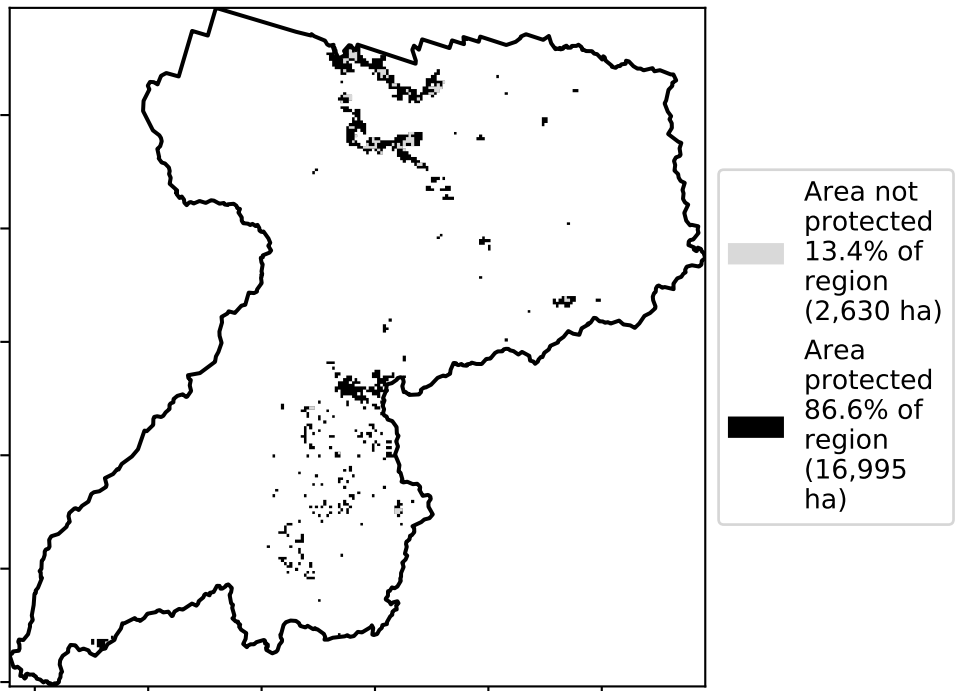 Area not
protected
13.4% of
region
(2,630 ha)
Area
protected
86.6% of
region
(16,995
ha)